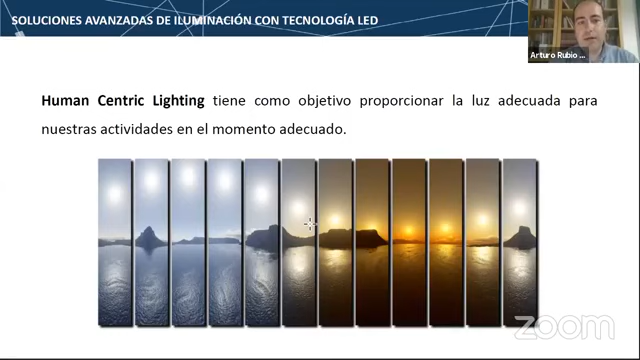 SOLUCIONES AVANZADAS DE ILUMINACIÓN CON TECNOLOGÍA LED
Arturo Rubio ...
Human Centric Lighting tiene como objetivo proporcionar la luz adecuada para
nuestras actividades en el momento adecuado.
zoom